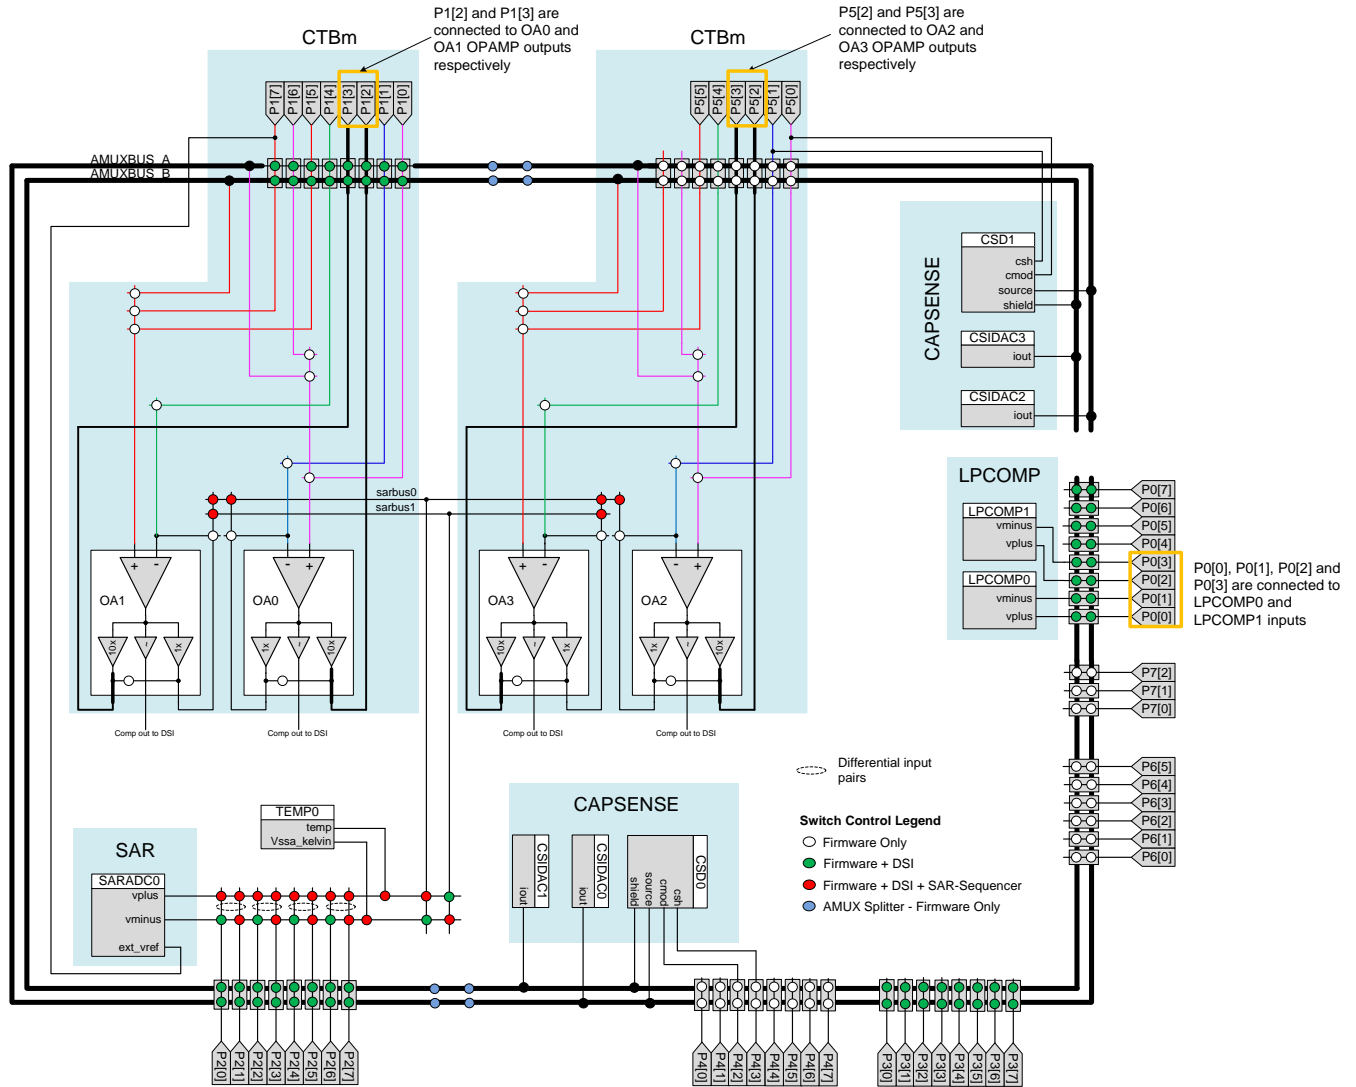 P1[2] and P1[3] are
connected to OA0 and
OA1 OPAMP outputs
respectively
P5[2] and P5[3] are
connected to OA2 and
OA3 OPAMP outputs
respectively
CTBm
CTBm
P1[7]
P1[6]
P1[5]
P1[4]
P1[3]
P1[2]
P1[1]
P1[0]
P5[5]
P5[4]
P5[3]
P5[2]
P5[1]
P5[0]
AMUXBUS_A
AMUXBUS_B
CAPSENSE
CSD1
csh
cmod
source
shield
CSIDAC3
iout
CSIDAC2
iout
LPCOMP
LPCOMP1
vminus
vplus
LPCOMP0
vminus
vplus
P0[7]
P0[6]
P0[5]
P0[4]
P0[3]
P0[2]
P0[1]
P0[0]
P0[0], P0[1], P0[2] and
P0[3] are connected to
LPCOMP0 and
LPCOMP1 inputs
sarbus0
sarbus1
+ -
OA1
10x
~
1x
- +
OA0
1x
~
10x
+ -
OA3
10x
~
1x
- +
OA2
1x
~
10x
Comp out to DSI
Comp out to DSI
Comp out to DSI
Comp out to DSI
P7[2]
P7[1]
P7[0]
P6[5]
P6[4]
P6[3]
P6[2]
P6[1]
P6[0]
Differential input
pairs
Switch Control Legend
Firmware Only
Firmware + DSI
Firmware + DSI + SAR-Sequencer
AMUX Splitter - Firmware Only
TEMP0
temp
Vssa_kelvin
SAR
SARADC0
vplus
vminus
ext_vref
CAPSENSE
CSIDAC1
iout
CSIDAC0
iout
CSD0
shield
source
cmod
csh
P2[0]
P2[1]
P2[2]
P2[3]
P2[4]
P2[5]
P2[6]
P2[7]
P4[0]
P4[1]
P4[2]
P4[3]
P4[4]
P4[5]
P4[6]
P4[7]
P3[0]
P3[1]
P3[2]
P3[3]
P3[4]
P3[5]
P3[6]
P3[7]